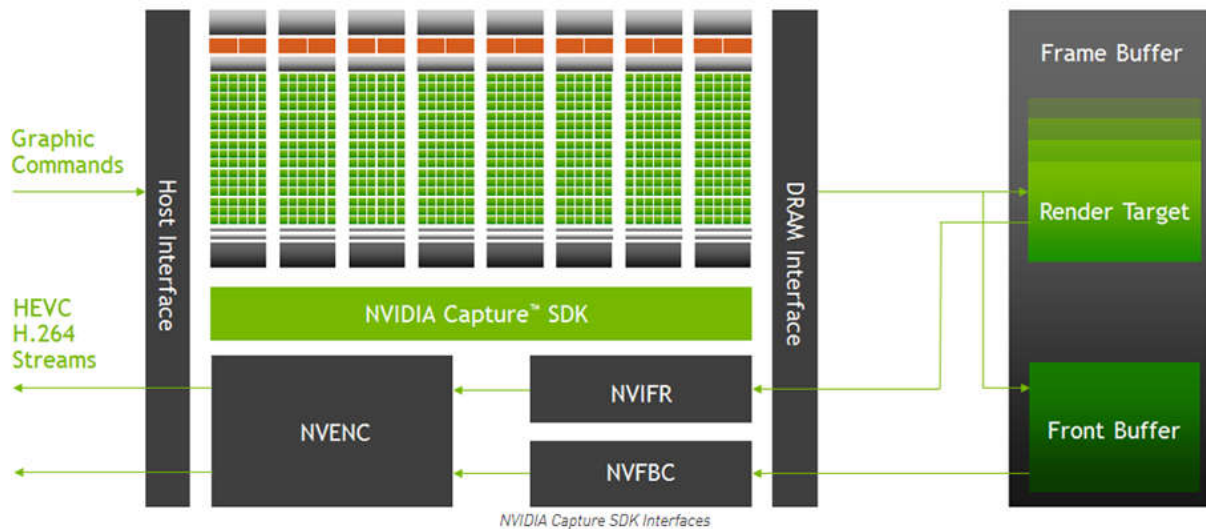 Graphic
Commands
Host Interface
HEVC
H.264
Streams
NVIDIA Capture™ SDK
NVENC
NVIFR
NVFBC
DRAM Interface
Frame Buffer
Render Target
Front Buffer
NVIDIA Capture SDK Interfaces